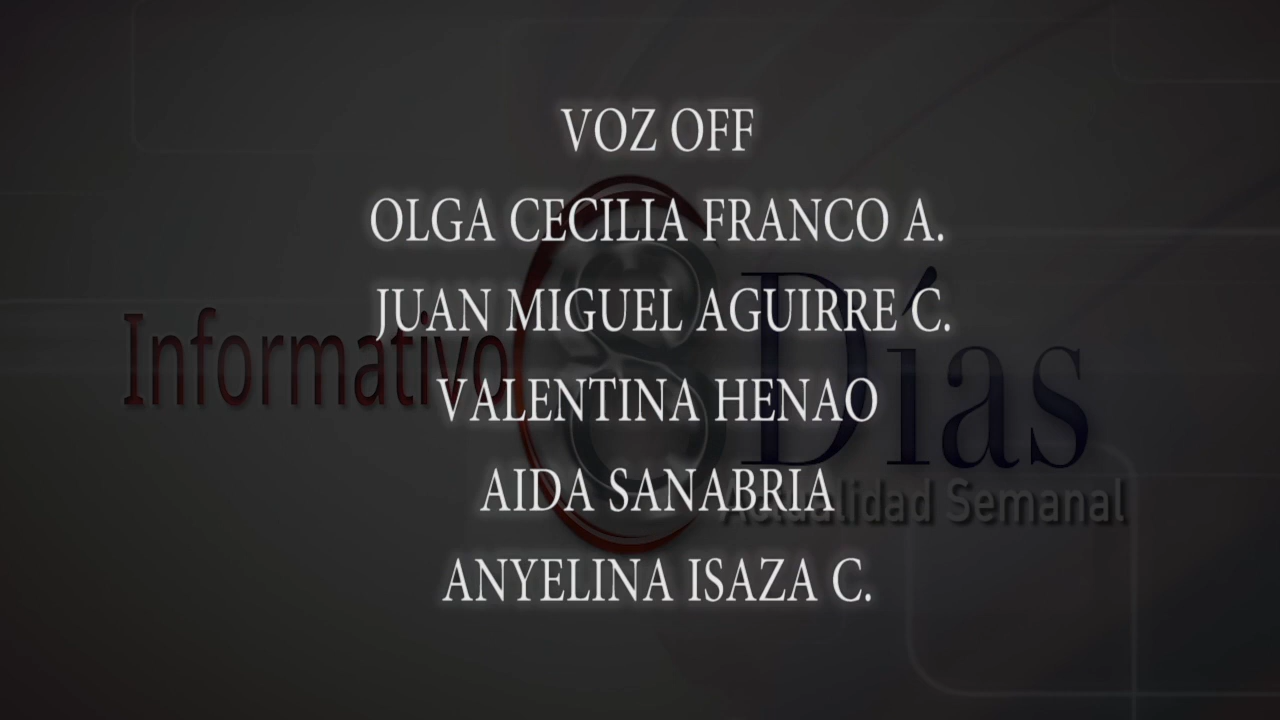 VOZ OFF
OLGA CECILIA FRANCO A.
JUAN MIGUEL AGUIRRE C.
VALENTINA HENAO
AIDA SANABRIA
ANYELINA ISAZA C.
Informativo 8 Días
Actualidad Semanal